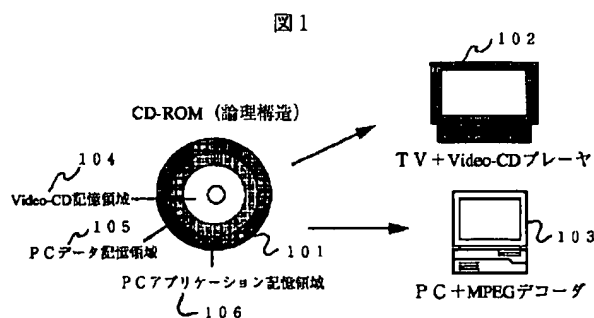 図1
102
CD-ROM (論理構造)
TV+Video-CDプレーヤ
104
Video-CD記憶領域
105
PCデータ記憶領域
101
103
PCアプリケーション記憶領域
106
PC+MPEGデコーダ